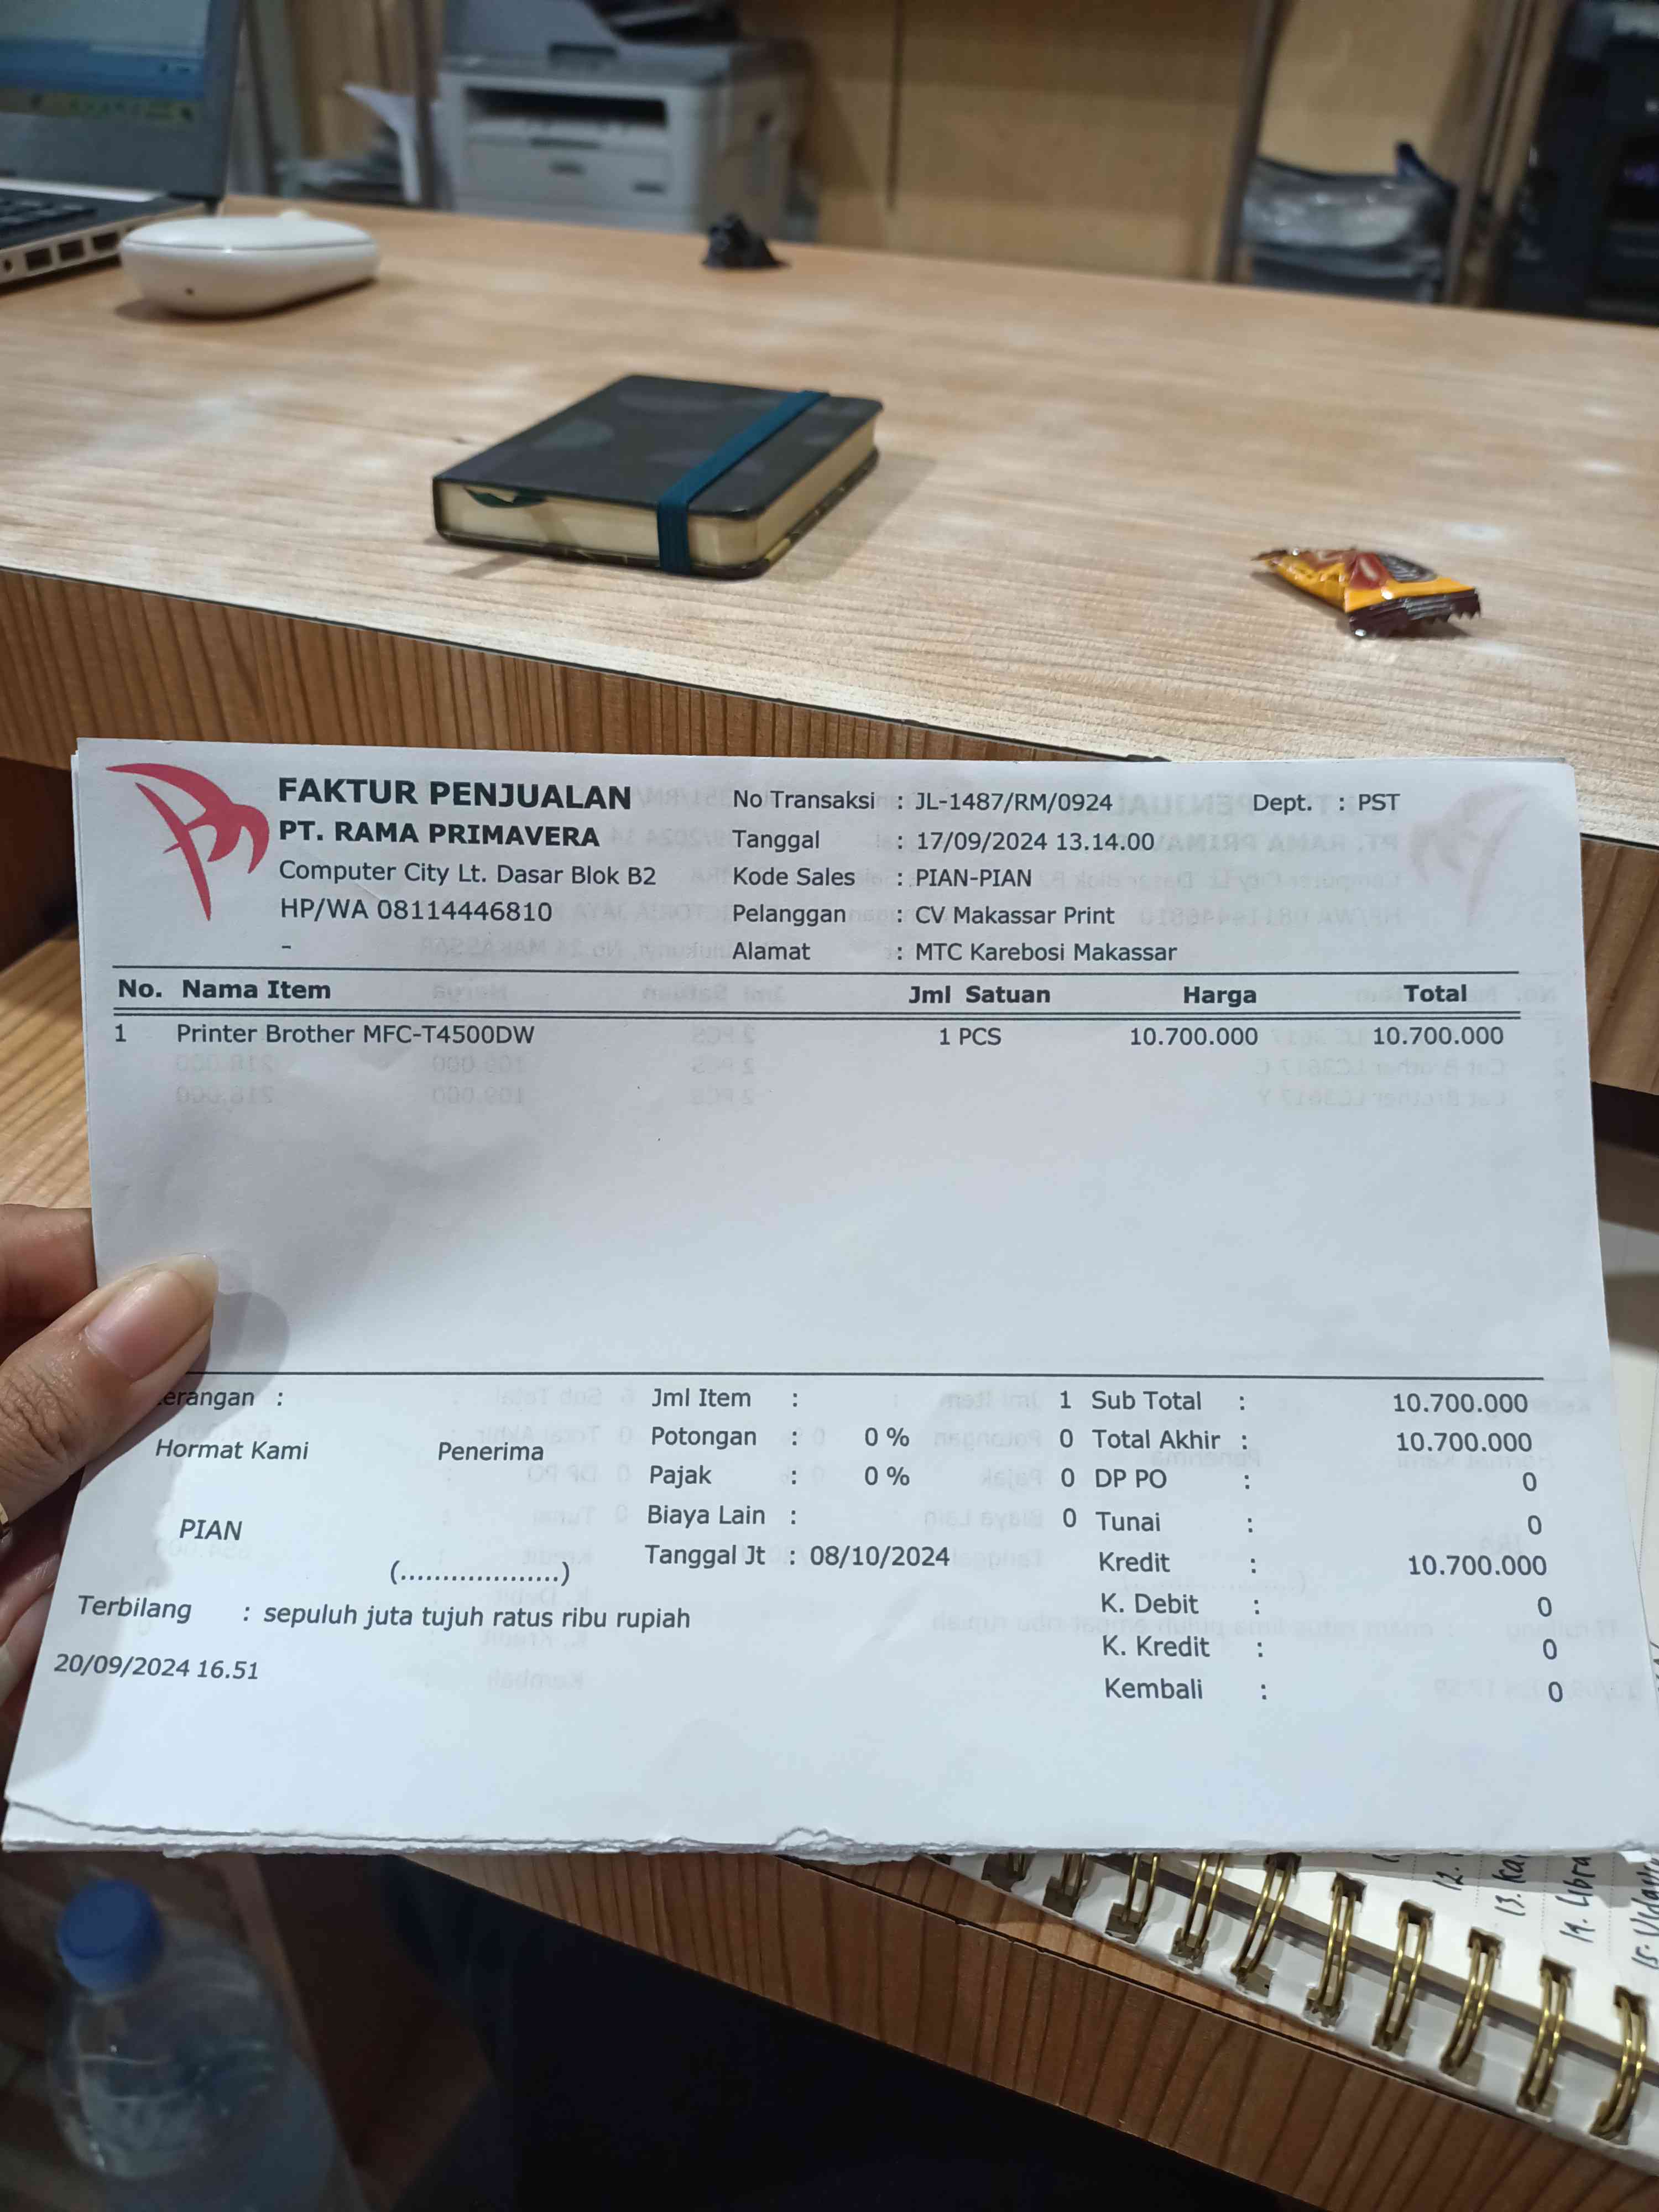 FAKTUR PENJUALAN
PT. RAMA PRIMAVERA
Computer City Lt. Dasar Blok B2
HP/WA 08114446810
-
No Transaksi : JL-1487/RM/0924 Dept. : PST
Tanggal : 17/09/2024 13.14.00
Kode Sales : PIAN-PIAN
Pelanggan : CV Makassar Print
Alamat : MTC Karebosi Makassar
No. Nama Item Jml Satuan Harga Total
1 Printer Brother MFC-T4500DW 1 PCS 10.700.000 10.700.000
erangan :
Hormat Kami Penerima
PIAN
(...................)
Jml Item : 1
Potongan : 0 % 0
Pajak : 0 % 0
Biaya Lain : 0
Tanggal Jt : 08/10/2024
Sub Total : 10.700.000
Total Akhir : 10.700.000
DP PO : 0
Tunai : 0
Kredit : 10.700.000
K. Debit : 0
K. Kredit : 0
Kembali : 0
Terbilang : sepuluh juta tujuh ratus ribu rupiah
20/09/2024 16.51
12.
13. Ka
14. Libra
15.